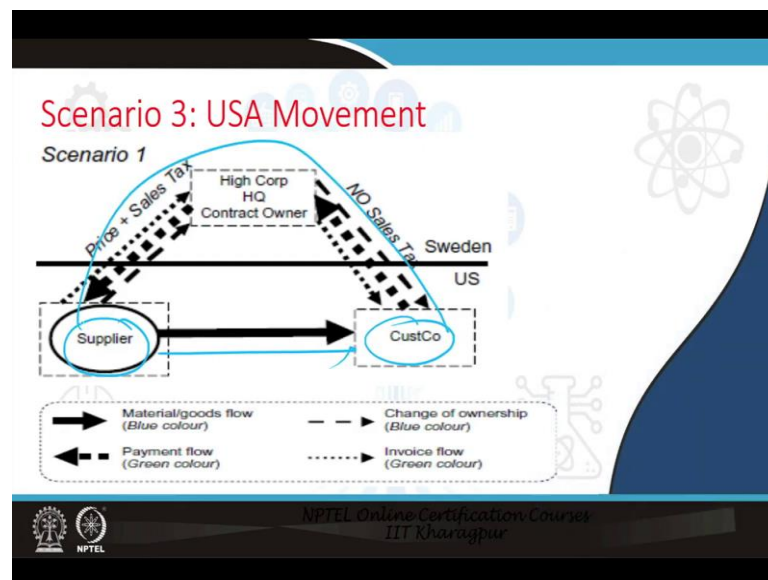 Scenario 3: USA Movement
Scenario 1
Price + Sales Tax
High Corp
HQ
Contract Owner
NO Sales Tax
Sweden
US
Supplier
CustCo
Material/goods flow
(Blue colour)
Change of ownership
(Blue colour)
Payment flow
(Green colour)
Invoice flow
(Green colour)
NPTEL Online Certification Courses
IIT Kharagpur
NPTEL